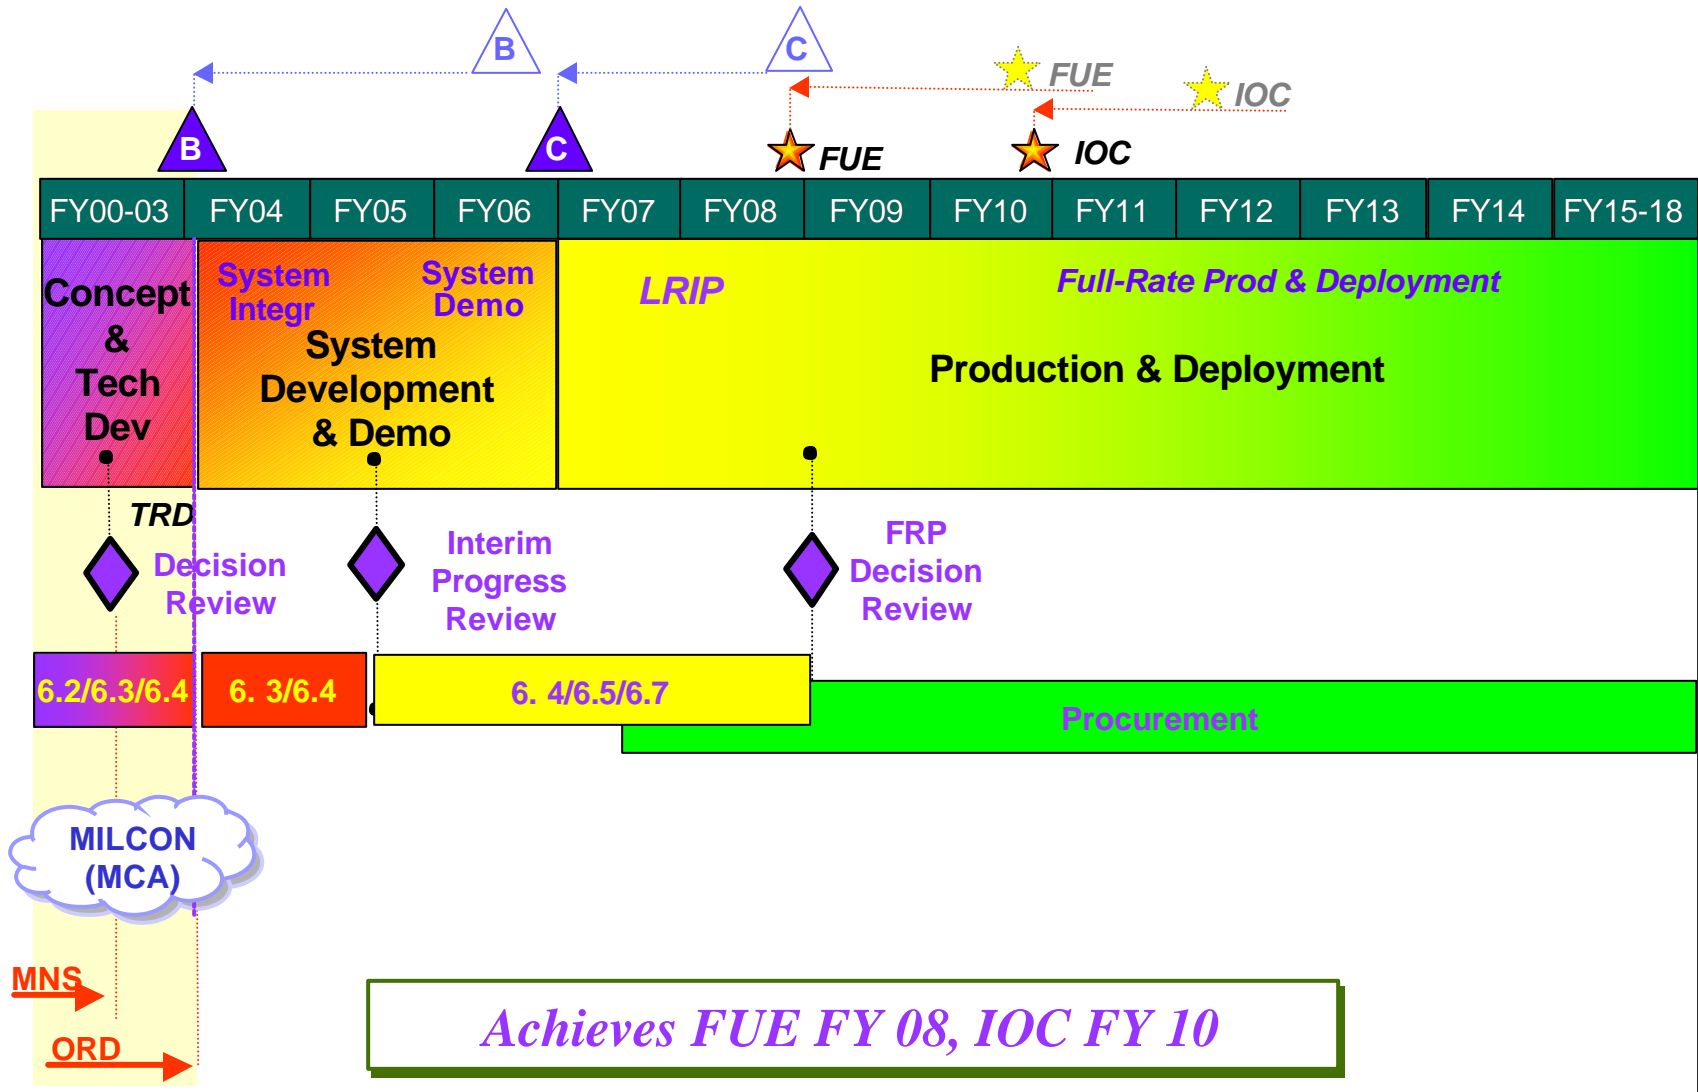 B
C
FUE
IOC
B
C
FUE
IOC
FY00-03 FY04 FY05 FY06 FY07 FY08 FY09 FY10 FY11 FY12 FY13 FY14 FY15-18
Concept
&
Tech
Dev
System
Integr
System
Demo
System
Development
& Demo
LRIP
Full-Rate Prod & Deployment
Production & Deployment
TRD
Decision
Review
Interim
Progress
Review
FRP
Decision
Review
6.2/6.3/6.4
6. 3/6.4
6. 4/6.5/6.7
Procurement
MILCON
(MCA)
MNS
ORD
Achieves FUE FY 08, IOC FY 10